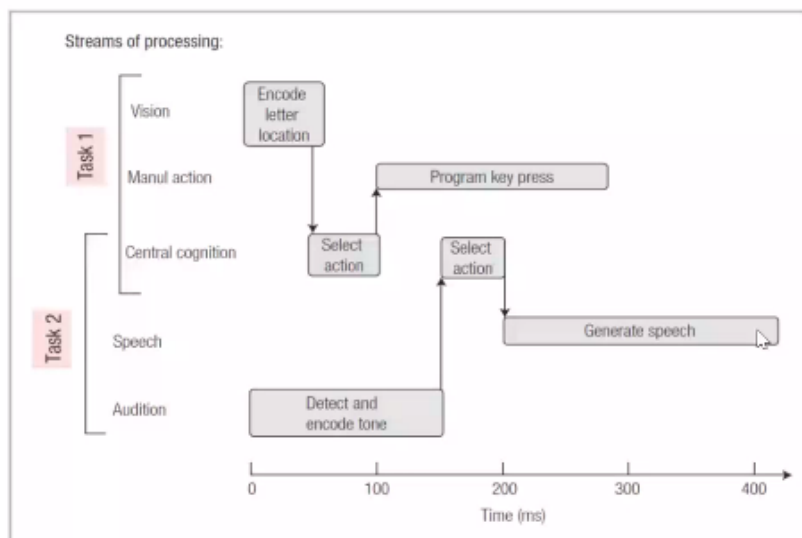 Streams of processing:
Task 1
Vision
Encode
letter
location
Manul action
Program key press
Central cognition
Select
action
Select
action
Task 2
Speech
Generate speech
Audition
Detect and
encode tone
0 100 200 300 400
Time (ms)